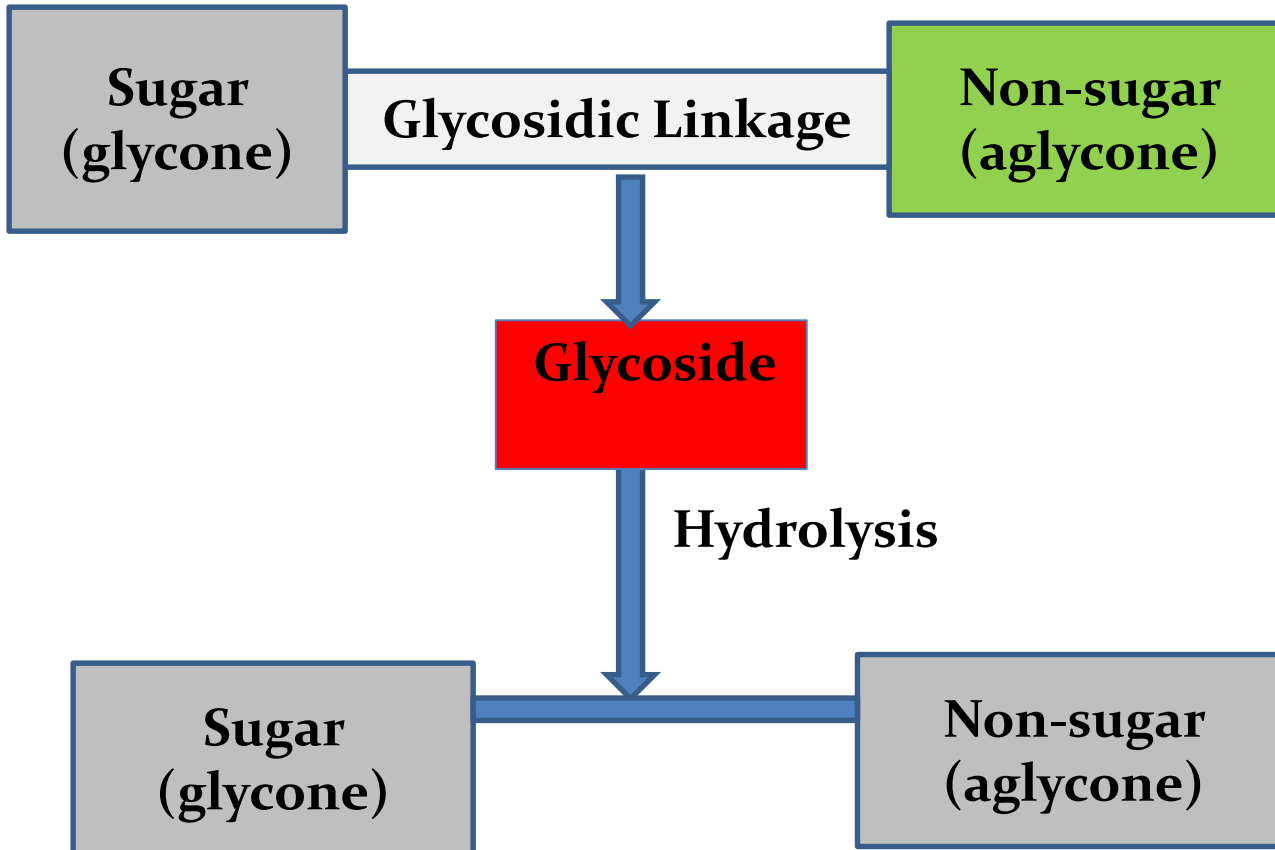 Sugar
(glycone)
Glycosidic Linkage
Non-sugar
(aglycone)
Glycoside
Hydrolysis
Sugar
(glycone)
Non-sugar
(aglycone)